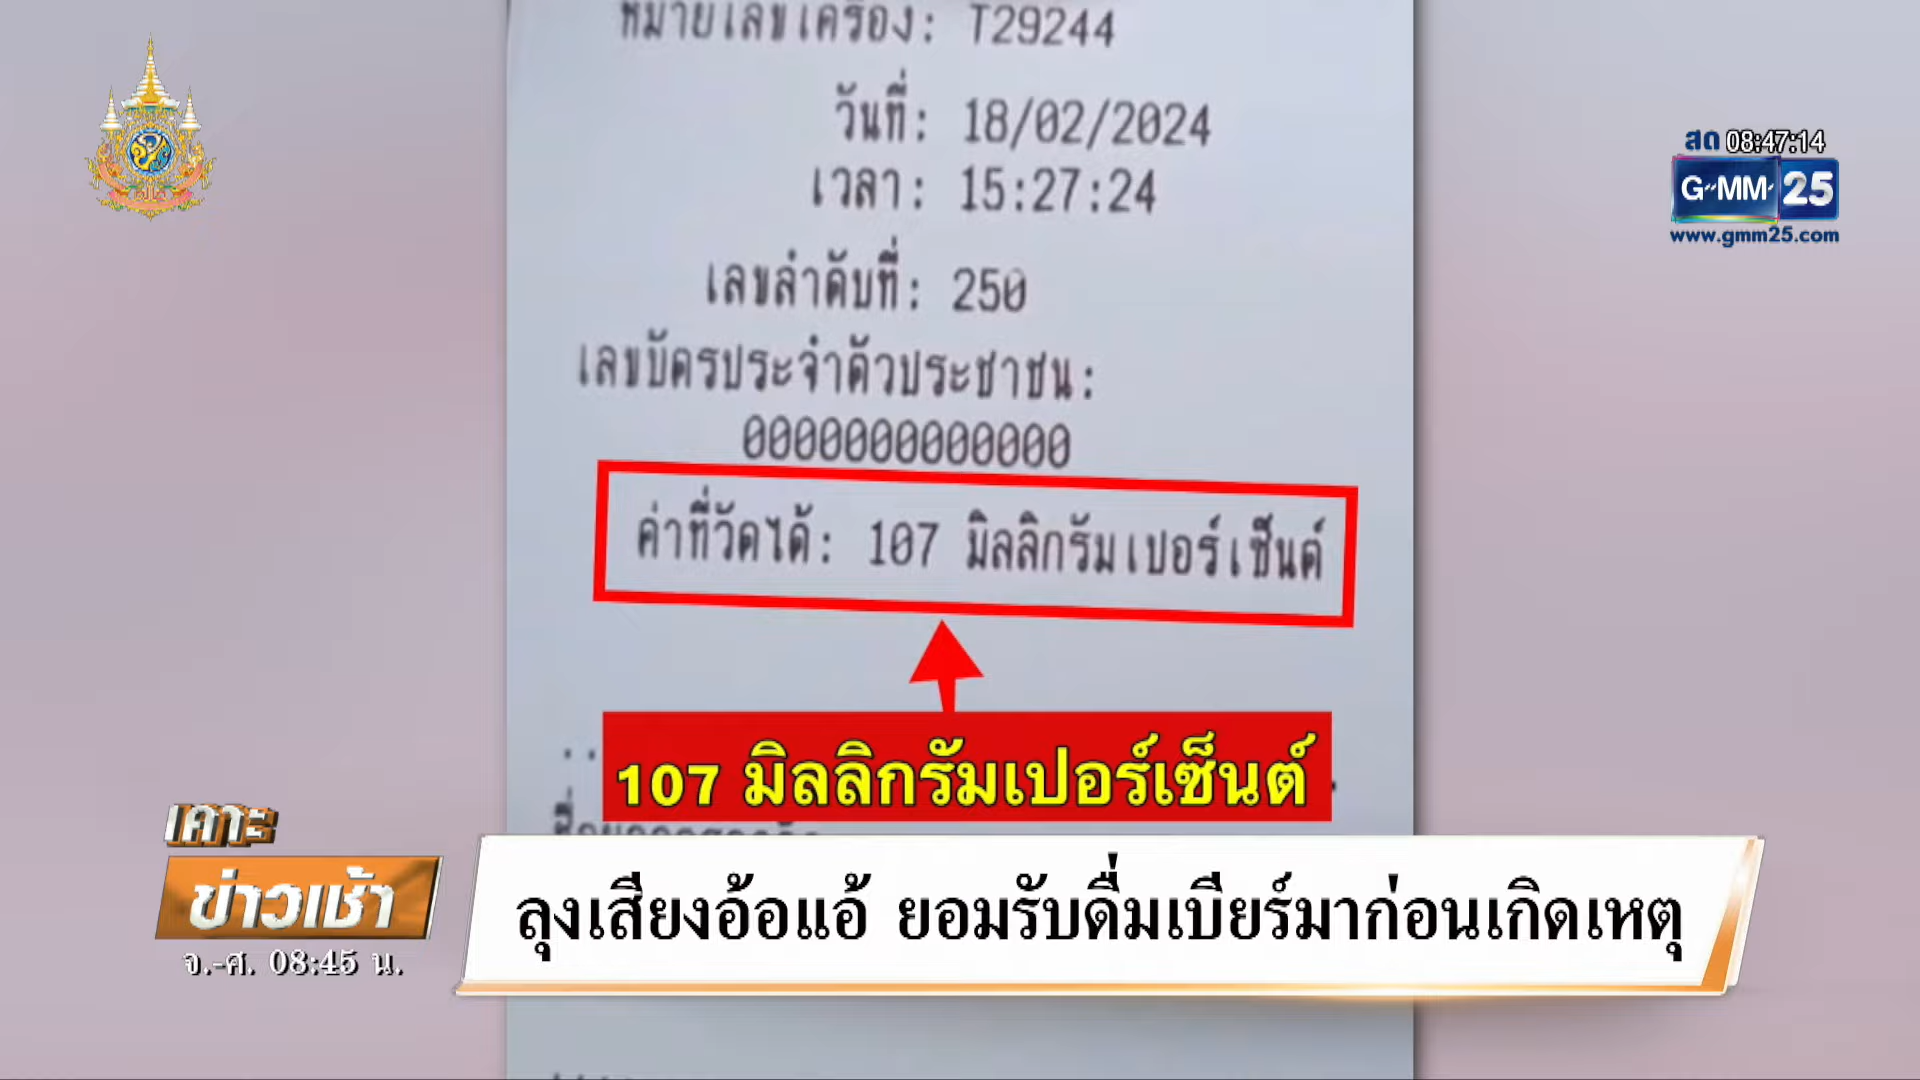 หมายเลขเครื่อง: T29244
วันที่: 18/02/2024
เวลา: 15:27:24
เลขลำดับที่: 250
เลขบัตรประจำตัวประชาชน:
0000000000000
ค่าที่วัดได้: 107 มิลลิกรัมเปอร์เซ็นต์
107 มิลลิกรัมเปอร์เซ็นต์
สด 08:47:14
GMM 25
www.gmm25.com
เคาะ
ข่าวเช้า
จ.-ศ. 08:45 น.
ลุงเสียงอ้อแอ้ ยอมรับดื่มเบียร์มาก่อนเกิดเหตุ